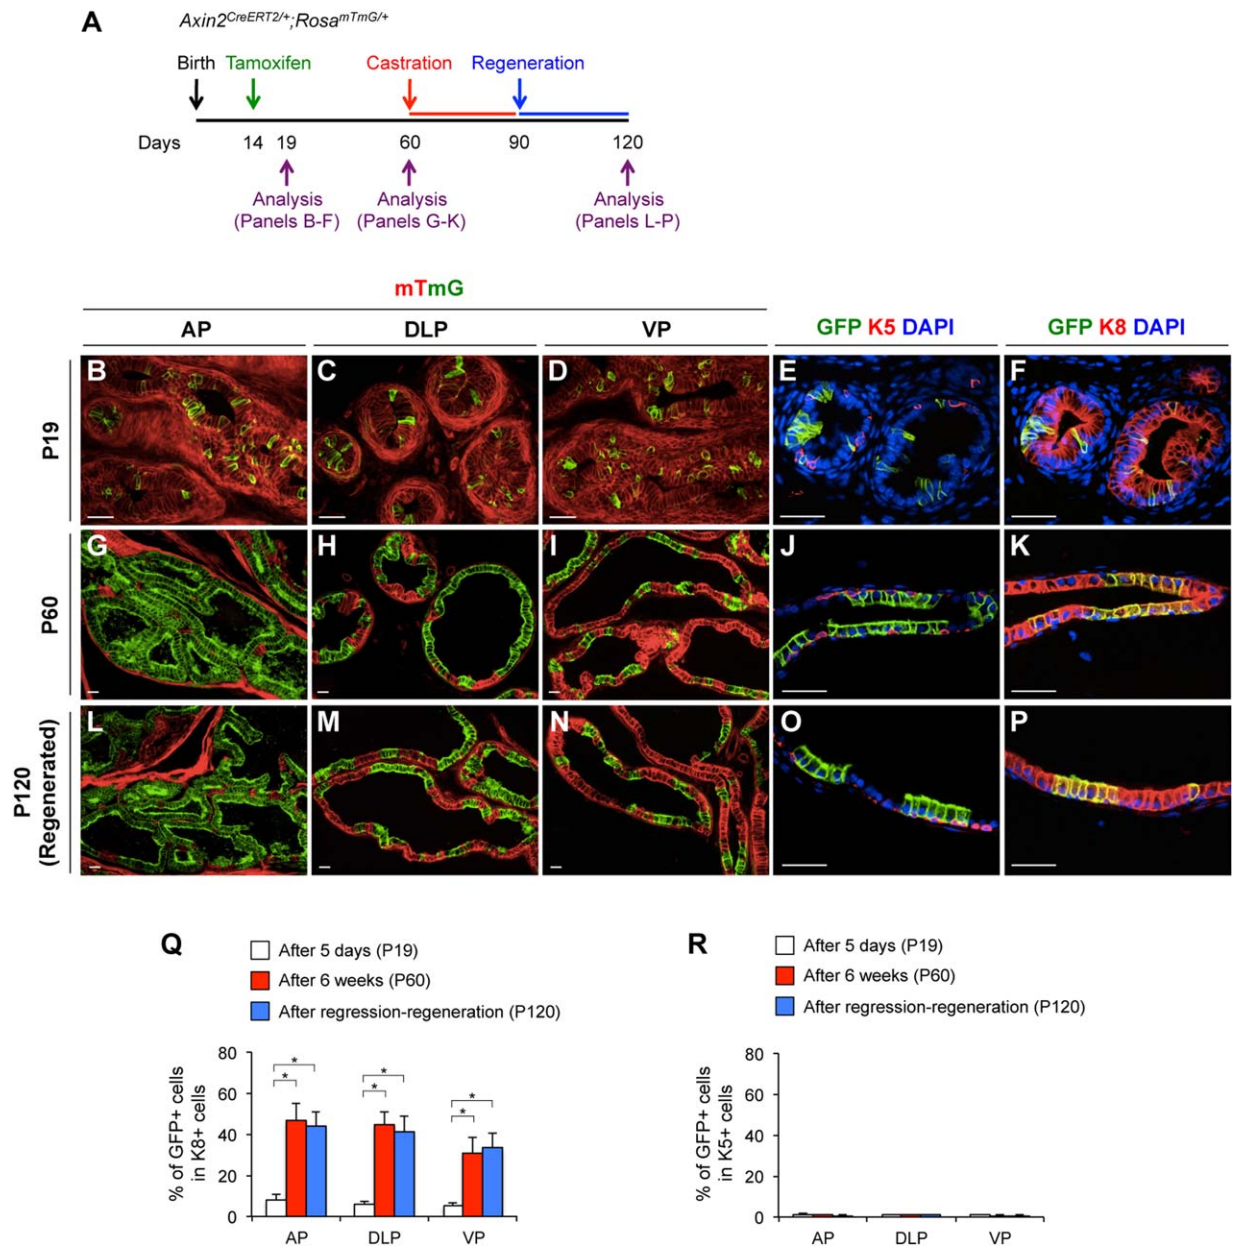 A
Axin2CreERT2/+;RosamTmG/+
Birth Tamoxifen Castration Regeneration
Days 14 19 60 90 120
Analysis Analysis Analysis
(Panels B-F) (Panels G-K) (Panels L-P)
mTmG
AP DLP VP GFP K5 DAPI GFP K8 DAPI
P19
B C D E F
P60
G H I J K
P120
(Regenerated)
L M N O P
Q
After 5 days (P19)
After 6 weeks (P60)
After regression-regeneration (P120)
% of GFP+ cells
in K8+ cells
80
60
40
20
0
* * * * * *
AP DLP VP
R
After 5 days (P19)
After 6 weeks (P60)
After regression-regeneration (P120)
% of GFP+ cells
in K5+ cells
80
60
40
20
0
AP DLP VP